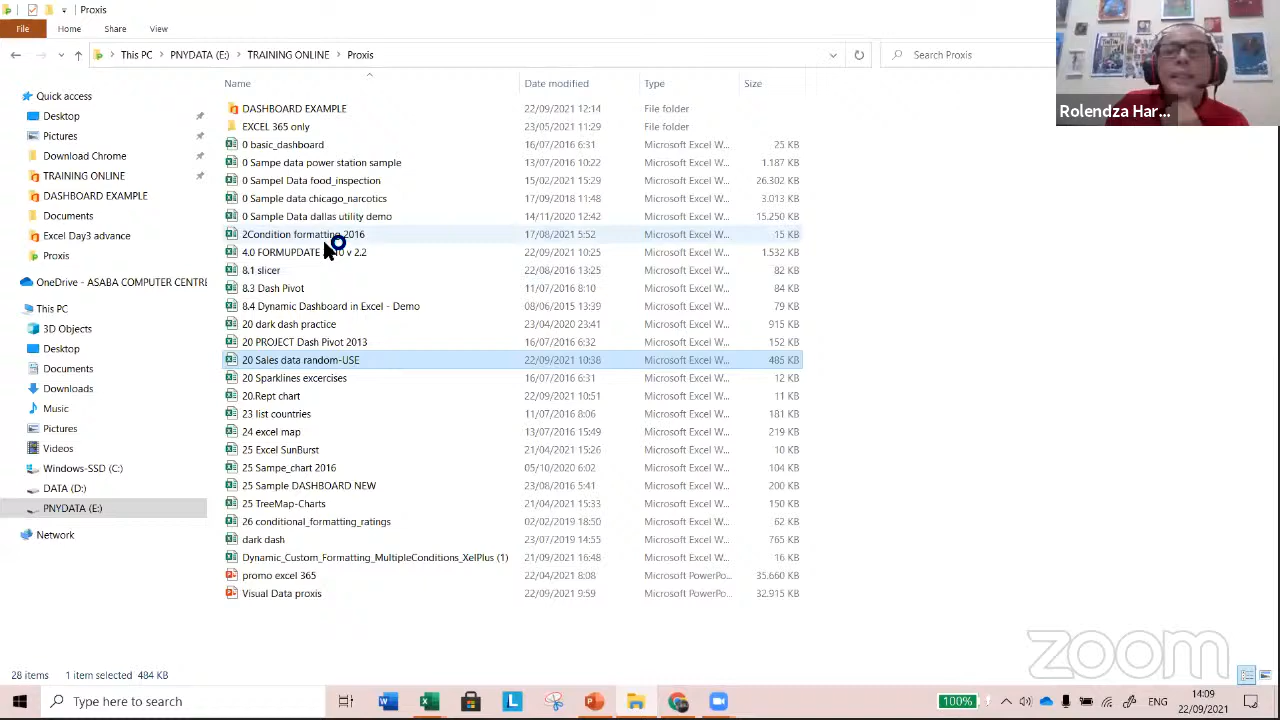 Proxis
File Home Share View
This PC PNYDATA (E:) TRAINING ONLINE Proxis
Search Proxis
Rolendza Har...
Name Date modified Type Size
Quick access
Desktop
Pictures
Download Chrome
TRAINING ONLINE
DASHBOARD EXAMPLE
Documents
Excel Day3 advance
Proxis
OneDrive - ASABA COMPUTER CENTRE
This PC
3D Objects
Desktop
Documents
Downloads
Music
Pictures
Videos
Windows-SSD (C:)
DATA (D:)
PNYDATA (E:)
Network
DASHBOARD EXAMPLE 22/09/2021 12:14 File folder
EXCEL 365 only 23/05/2021 11:29 File folder
0 basic_dashboard 16/07/2016 6:31 Microsoft Excel W... 25 KB
0 Sampe data power station sample 13/07/2016 10:22 Microsoft Excel W... 1.187 KB
0 Sampel Data food_inspection 15/02/2021 15:29 Microsoft Excel W... 26.302 KB
0 Sample data chicago_narcotics 17/09/2018 11:48 Microsoft Excel W... 3.013 KB
0 Sample Data dallas utility demo 14/11/2020 12:42 Microsoft Excel W... 15.250 KB
2Condition formatting 2016 17/08/2021 5:52 Microsoft Excel W... 15 KB
4.0 FORMUPDATE v 2.2 22/09/2021 10:25 Microsoft Excel W... 1.532 KB
8.1 slicer 22/08/2016 13:25 Microsoft Excel W... 82 KB
8.3 Dash Pivot 11/07/2016 8:10 Microsoft Excel W... 84 KB
8.4 Dynamic Dashboard in Excel - Demo 08/06/2015 13:39 Microsoft Excel W... 79 KB
20 dark dash practice 23/04/2020 23:41 Microsoft Excel W... 915 KB
20 PROJECT Dash Pivot 2013 16/07/2016 6:32 Microsoft Excel W... 152 KB
20 Sales data random-USE 22/09/2021 10:38 Microsoft Excel W... 485 KB
20 Sparklines excercises 16/07/2016 6:31 Microsoft Excel W... 12 KB
20.Rept chart 22/09/2021 10:51 Microsoft Excel W... 11 KB
23 list countries 11/07/2016 8:06 Microsoft Excel W... 181 KB
24 excel map 13/07/2016 15:49 Microsoft Excel W... 219 KB
25 Excel SunBurst 21/04/2021 15:26 Microsoft Excel W... 10 KB
25 Sampe_chart 2016 05/10/2020 6:02 Microsoft Excel W... 104 KB
25 Sample DASHBOARD NEW 23/08/2016 5:41 Microsoft Excel W... 200 KB
25 TreeMap-Charts 21/04/2021 15:33 Microsoft Excel W... 150 KB
26 conditional_formatting_ratings 02/02/2019 18:50 Microsoft Excel W... 62 KB
dark dash 23/07/2019 14:55 Microsoft Excel W... 765 KB
Dynamic_Custom_Formatting_MultipleConditions_XelPlus (1) 21/09/2021 16:48 Microsoft Excel W... 16 KB
promo excel 365 22/04/2021 8:08 Microsoft PowerPo... 35.660 KB
Visual Data proxis 22/09/2021 9:59 Microsoft PowerPo... 32.915 KB
zoom
28 items 1 item selected 484 KB
Type here to search
100%
ENG
14:09
22/09/2021